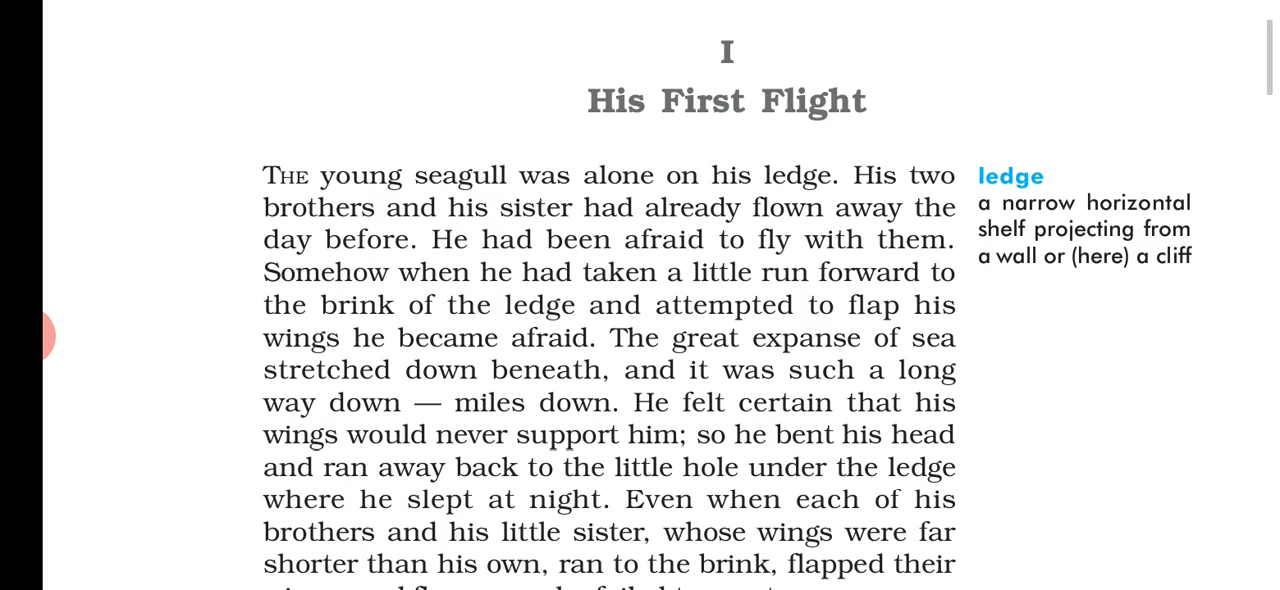 I
His First Flight
THE young seagull was alone on his ledge. His two
brothers and his sister had already flown away the
day before. He had been afraid to fly with them.
Somehow when he had taken a little run forward to
the brink of the ledge and attempted to flap his
wings he became afraid. The great expanse of sea
stretched down beneath, and it was such a long
way down — miles down. He felt certain that his
wings would never support him; so he bent his head
and ran away back to the little hole under the ledge
where he slept at night. Even when each of his
brothers and his little sister, whose wings were far
shorter than his own, ran to the brink, flapped their
ledge
a narrow horizontal
shelf projecting from
a wall or (here) a cliff